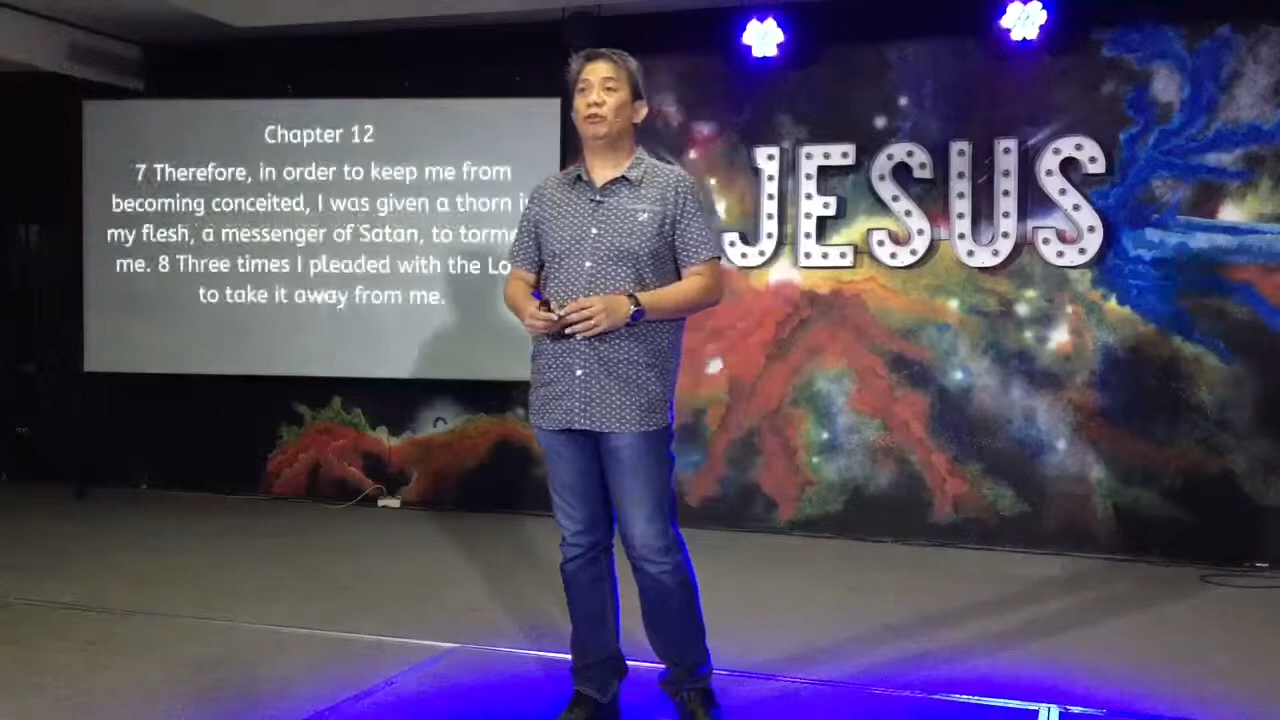 Chapter 12
7 Therefore, in order to keep me from
becoming conceited, I was given a thorn
my flesh, a messenger of Satan, to
me. 8 Three times I pleaded with the
to take it away from me.
JESUS